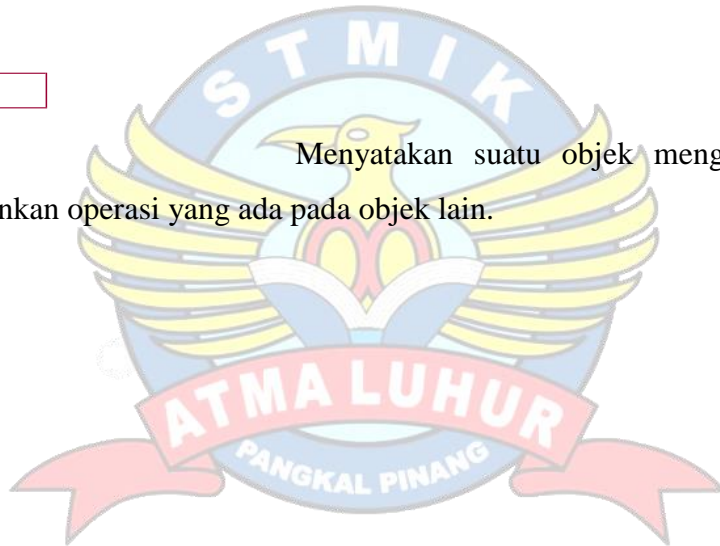 STMIK
Menyatakan suatu objek meng
nkan operasi yang ada pada objek lain.
ATMA LUHUR
PANGKAL PINANG